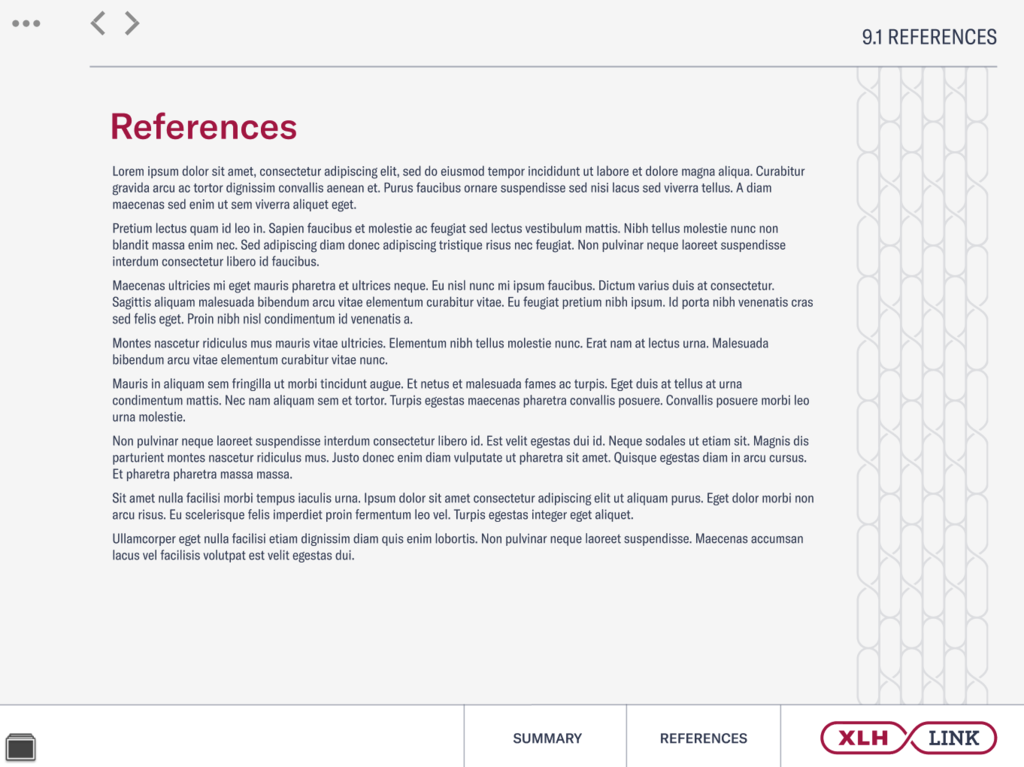 9.1 REFERENCES
References
Lorem ipsum dolor sit amet, consectetur adipiscing elit, sed do eiusmod tempor incididunt ut labore et dolore magna aliqua. Curabitur
gravida arcu ac tortor dignissim convallis aenean et. Purus faucibus ornare suspendisse sed nisi lacus sed viverra tellus. A diam
maecenas sed enim ut sem viverra aliquet eget.
Pretium lectus quam id leo in. Sapien faucibus et molestie ac feugiat sed lectus vestibulum mattis. Nibh tellus molestie nunc non
blandit massa enim nec. Sed adipiscing diam donec adipiscing tristique risus nec feugiat. Non pulvinar neque laoreet suspendisse
interdum consectetur libero id faucibus.
Maecenas ultricies mi eget mauris pharetra et ultrices neque. Eu nisl nunc mi ipsum faucibus. Dictum varius duis at consectetur.
Sagittis aliquam malesuada bibendum arcu vitae elementum curabitur vitae. Eu feugiat pretium nibh ipsum. Id porta nibh venenatis cras
sed felis eget. Proin nibh nisl condimentum id venenatis a.
Montes nascetur ridiculus mus mauris vitae ultricies. Elementum nibh tellus molestie nunc. Erat nam at lectus urna. Malesuada
bibendum arcu vitae elementum curabitur vitae nunc.
Mauris in aliquam sem fringilla ut morbi tincidunt augue. Et netus et malesuada fames ac turpis. Eget duis at tellus at urna
condimentum mattis. Nec nam aliquam sem et tortor. Turpis egestas maecenas pharetra convallis posuere. Convallis posuere morbi leo
urna molestie.
Non pulvinar neque laoreet suspendisse interdum consectetur libero id. Est velit egestas dui id. Neque sodales ut etiam sit. Magnis dis
parturient montes nascetur ridiculus mus. Justo donec enim diam vulputate ut pharetra sit amet. Quisque egestas diam in arcu cursus.
Et pharetra pharetra massa massa.
Sit amet nulla facilisi morbi tempus iaculis urna. Ipsum dolor sit amet consectetur adipiscing elit ut aliquam purus. Eget dolor morbi non
arcu risus. Eu scelerisque felis imperdiet proin fermentum leo vel. Turpis egestas integer eget aliquet.
Ullamcorper eget nulla facilisi etiam dignissim diam quis enim lobortis. Non pulvinar neque laoreet suspendisse. Maecenas accumsan
lacus vel facilisis volutpat est velit egestas dui.
SUMMARY
REFERENCES
XLH LINK